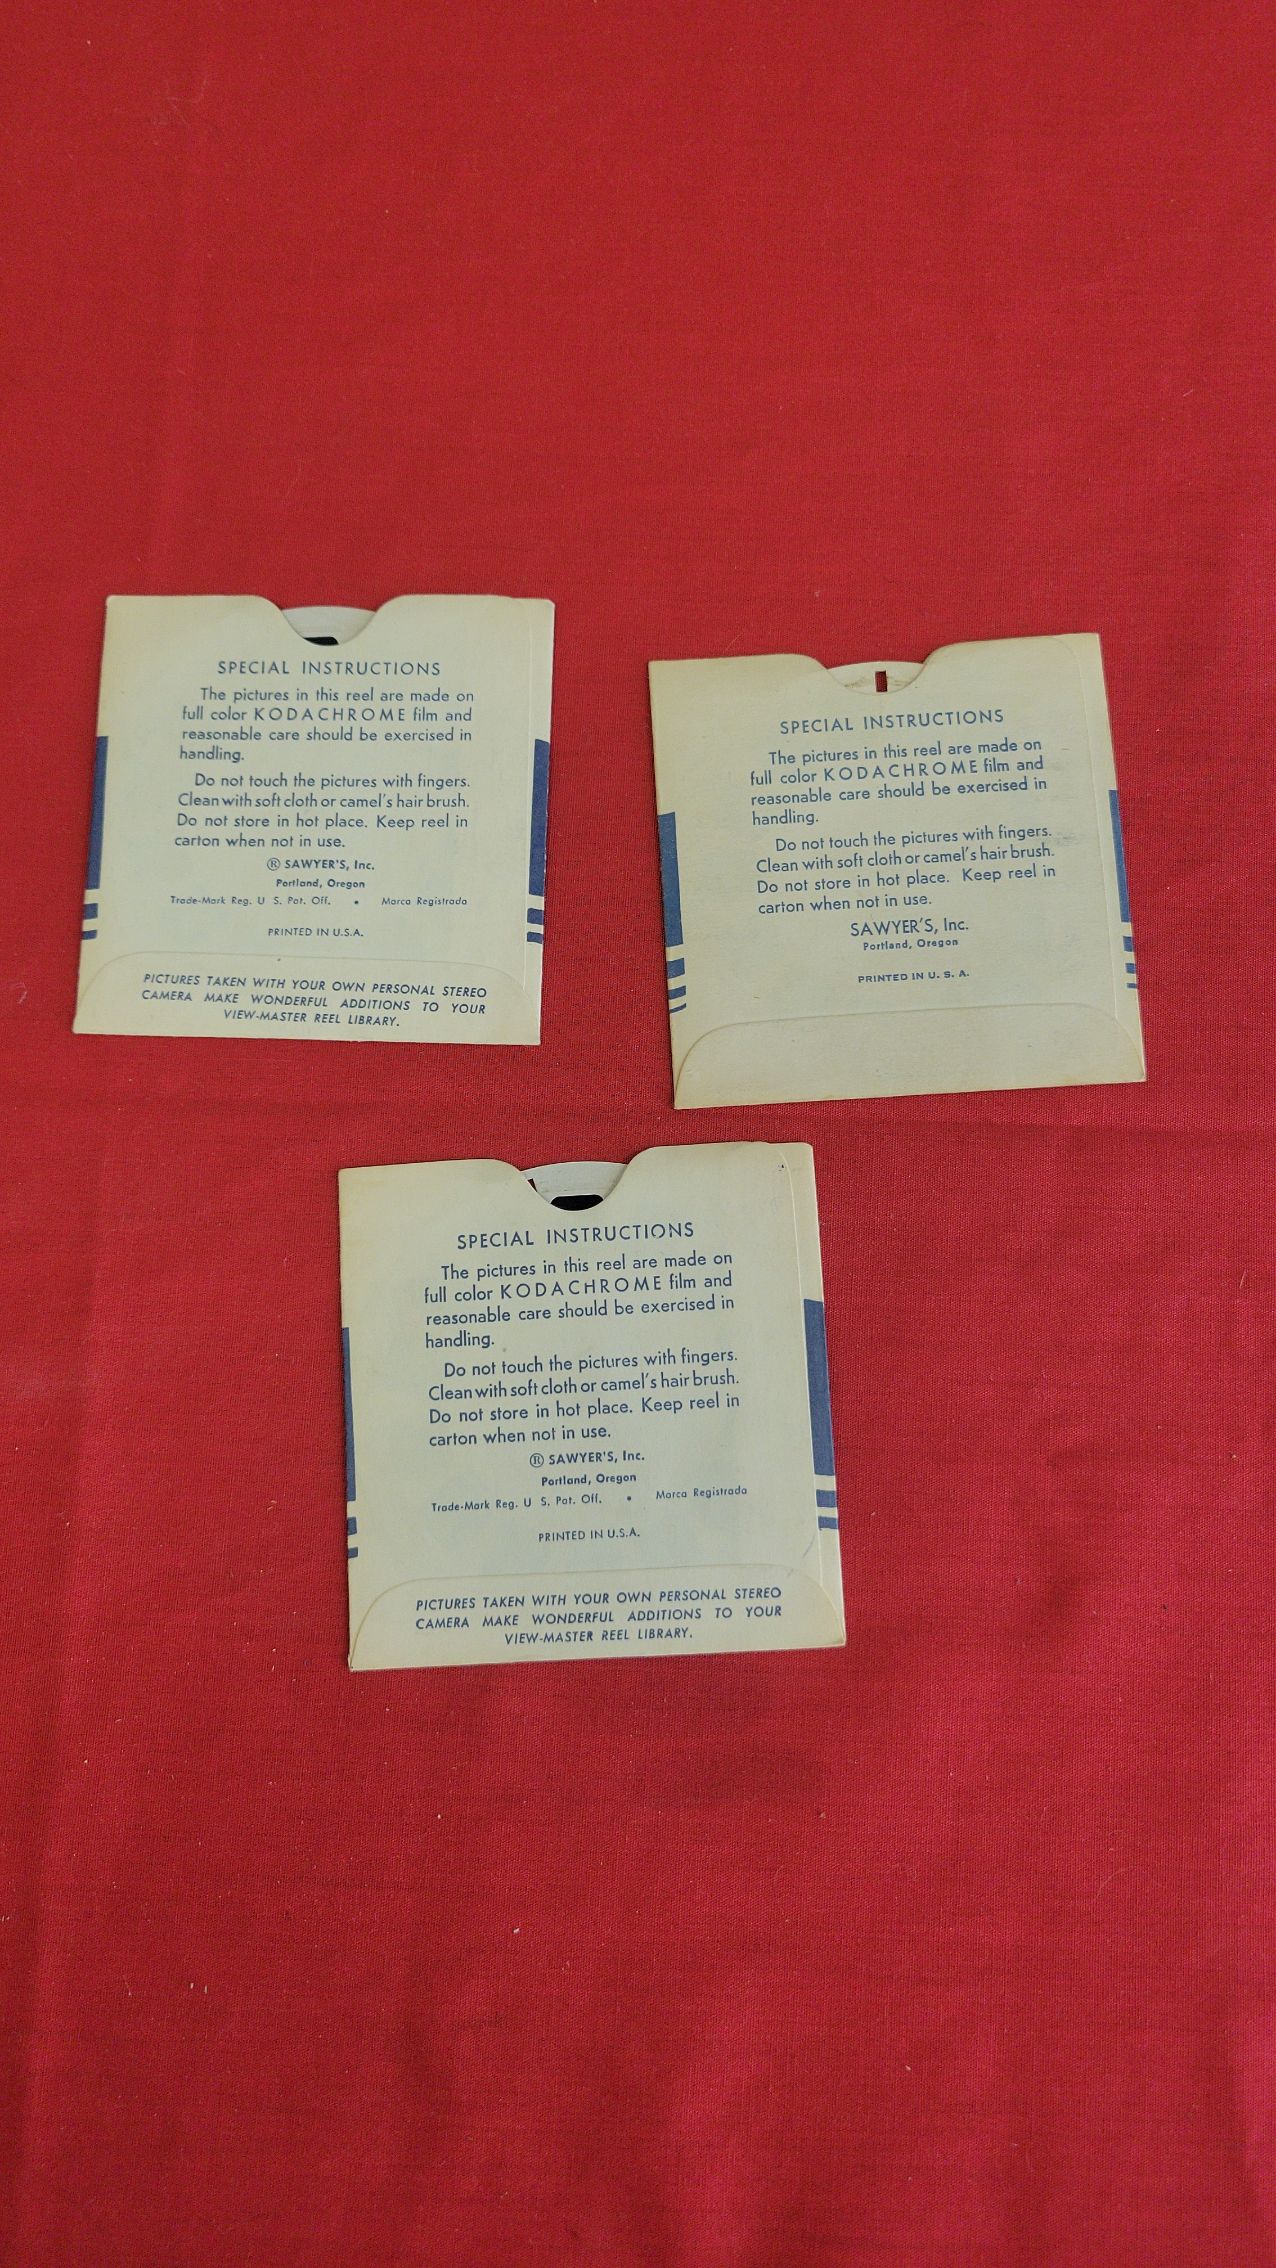 SPECIAL INSTRUCTIONS
The pictures in this reel are made on
full color KODACHROME film and
reasonable care should be exercised in
handling.
Do not touch the pictures with fingers.
Clean with soft cloth or camel's hair brush.
Do not store in hot place. Keep reel in
carton when not in use.
® SAWYER'S, Inc.
Portland, Oregon
Trade-Mark Reg. U S. Pat. Off. • Marca Registrada
PRINTED IN U.S.A.
PICTURES TAKEN WITH YOUR OWN PERSONAL STEREO
CAMERA MAKE WONDERFUL ADDITIONS TO YOUR
VIEW-MASTER REEL LIBRARY.
SPECIAL INSTRUCTIONS
The pictures in this reel are made on
full color KODACHROME film and
reasonable care should be exercised in
handling.
Do not touch the pictures with fingers.
Clean with soft cloth or camel's hair brush.
Do not store in hot place. Keep reel in
carton when not in use.
SAWYER'S, Inc.
Portland, Oregon
PRINTED IN U. S. A.
SPECIAL INSTRUCTIONS
The pictures in this reel are made on
full color KODACHROME film and
reasonable care should be exercised in
handling.
Do not touch the pictures with fingers.
Clean with soft cloth or camel's hair brush.
Do not store in hot place. Keep reel in
carton when not in use.
® SAWYER'S, Inc.
Portland, Oregon
Trade-Mark Reg. U S. Pat. Off. • Marca Registrada
PRINTED IN U.S.A.
PICTURES TAKEN WITH YOUR OWN PERSONAL STEREO
CAMERA MAKE WONDERFUL ADDITIONS TO YOUR
VIEW-MASTER REEL LIBRARY.